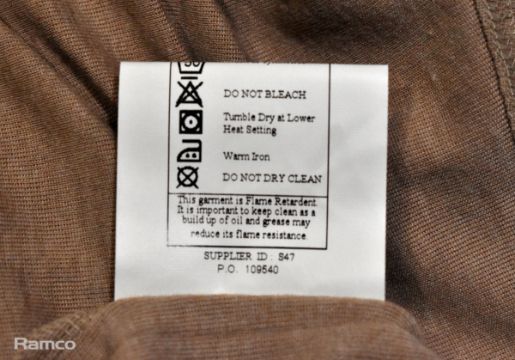 DO NOT BLEACH
Tumble Dry at Lower
Heat Setting
Warm Iron
DO NOT DRY CLEAN
This garment is Flame Retardent.
It is important to keep clean as a
build up of oil and grease may
reduce its flame resistance.
SUPPLIER ID : S47
P.O. 109540
Ramco